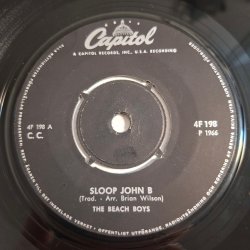 Capitol
A CAPITOL RECORDS, INC., U.S.A. RECORDING
4F 198 A
C.C.
4F 198
P 1966
SLOOP JOHN B
(Trad. - Arr. Brian Wilson)
THE BEACH BOYS